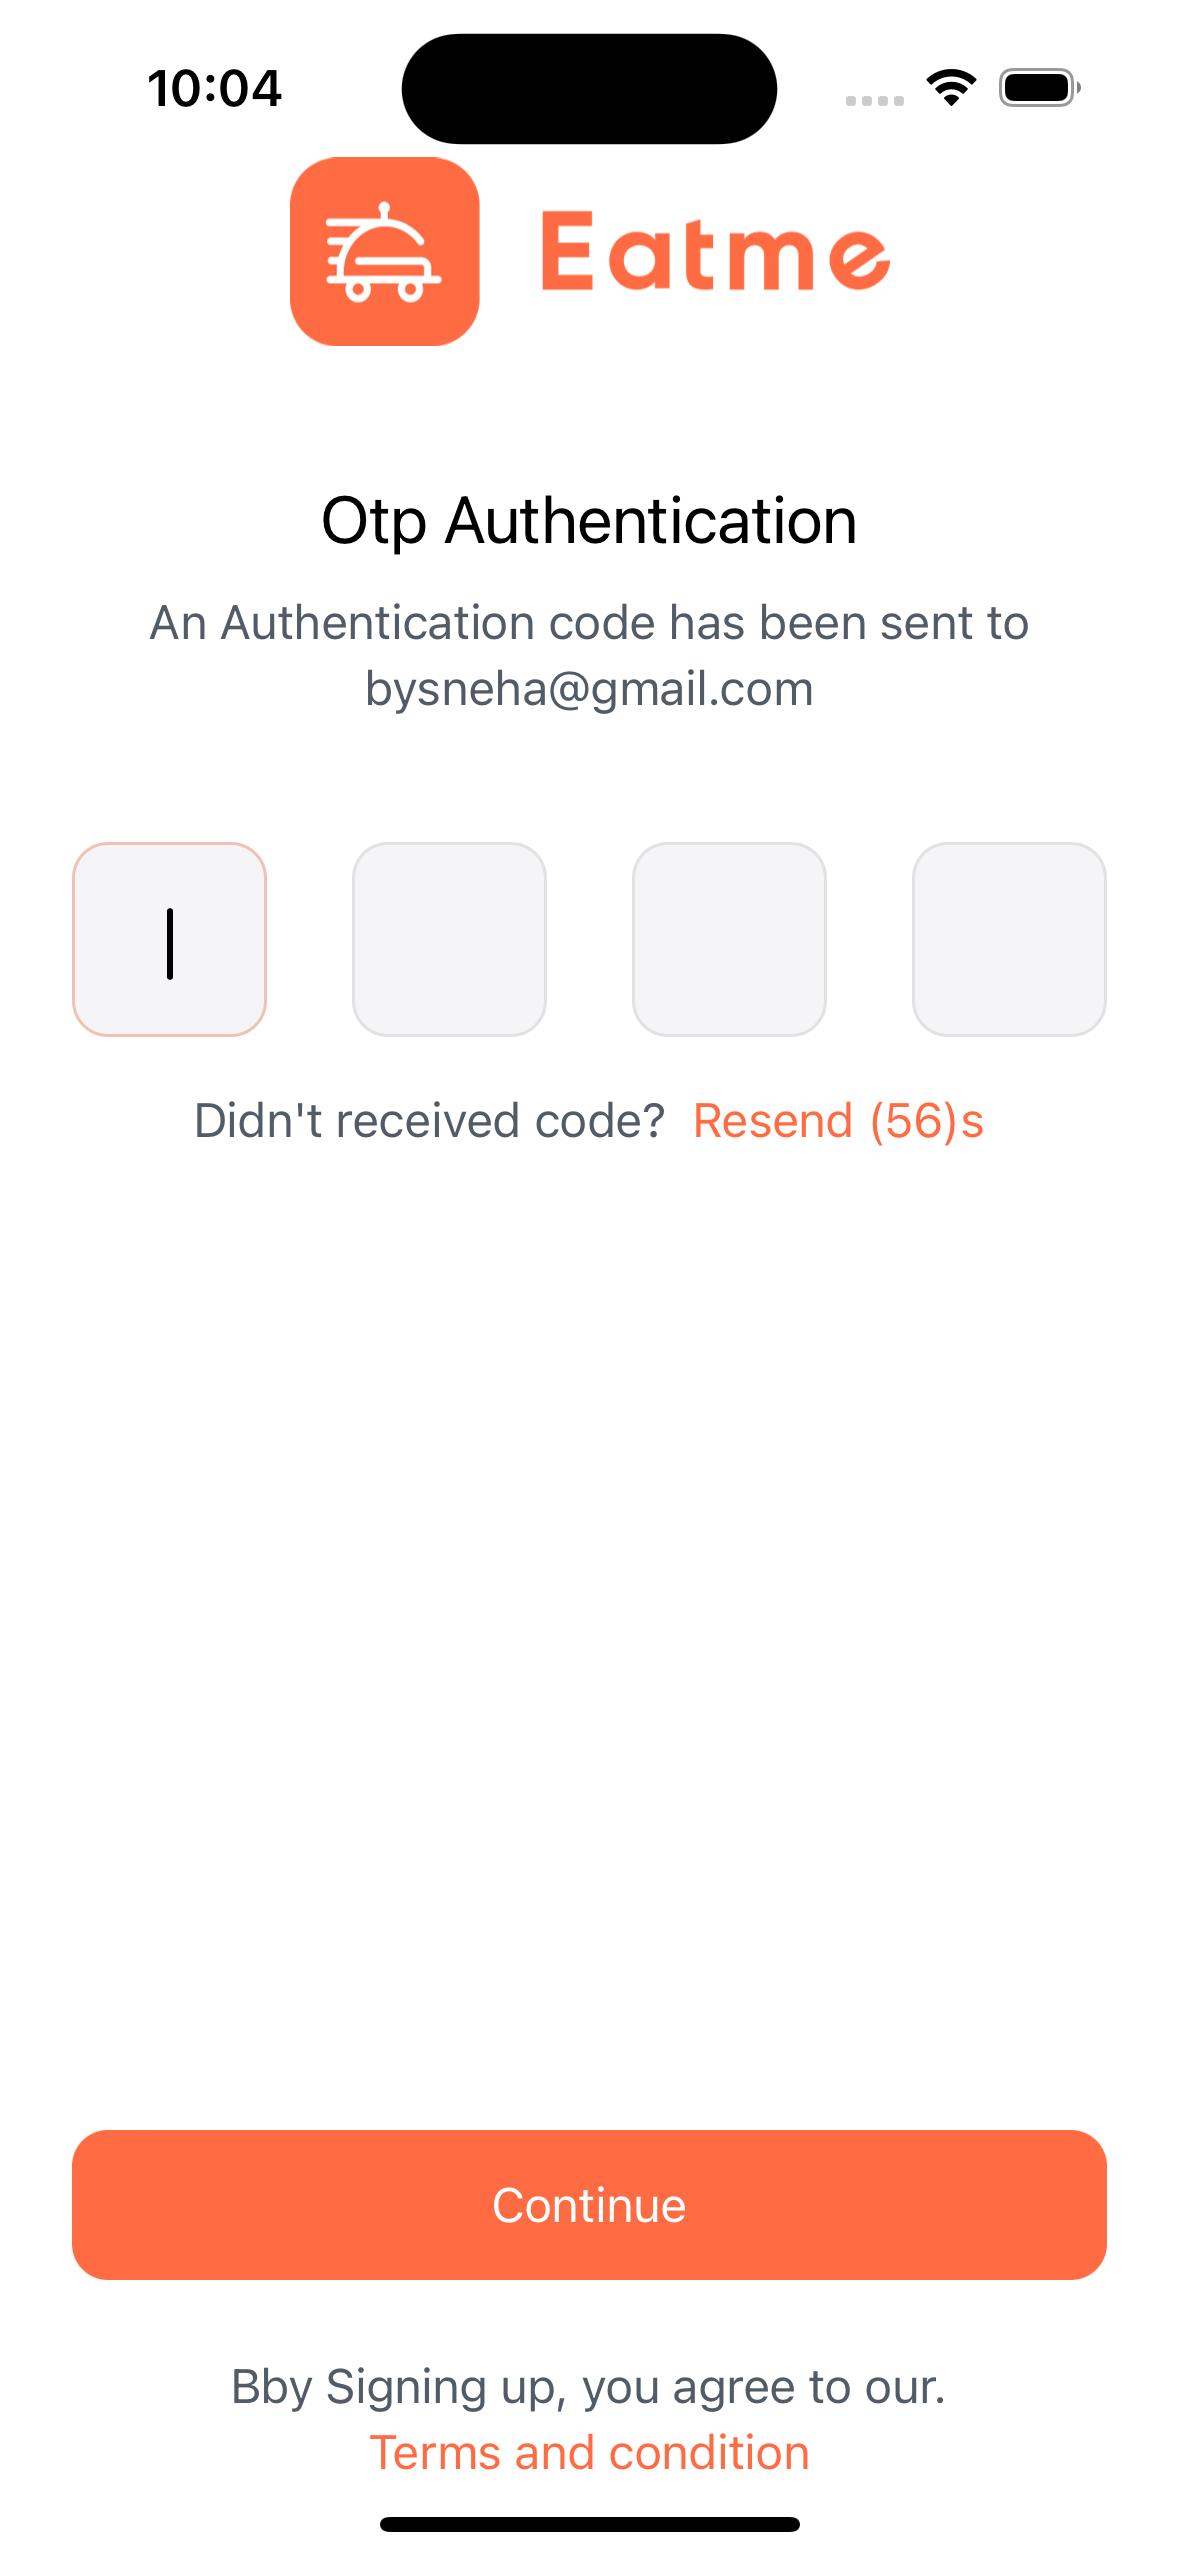 10:04
Eatme
Otp Authentication
An Authentication code has been sent to
bysneha@gmail.com
Didn't received code? Resend (56)s
Continue
Bby Signing up, you agree to our.
Terms and condition